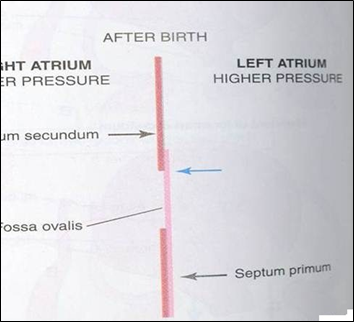 AFTER BIRTH
GHT ATRIUM
ER PRESSURE
LEFT ATRIUM
HIGHER PRESSURE
um secundum
Fossa ovalis
Septum primum